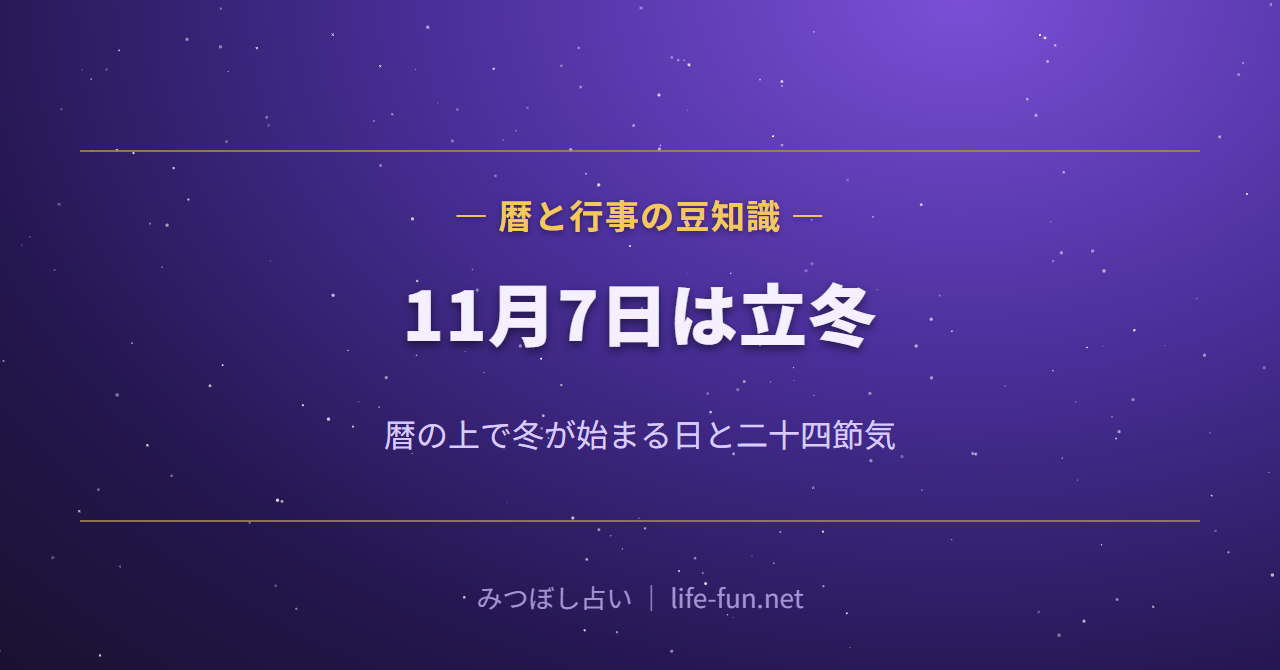 ― 暦と行事の豆知識 ―
11月7日は立冬
暦の上で冬が始まる日と二十四節気
みつぼし占い｜life-fun.net